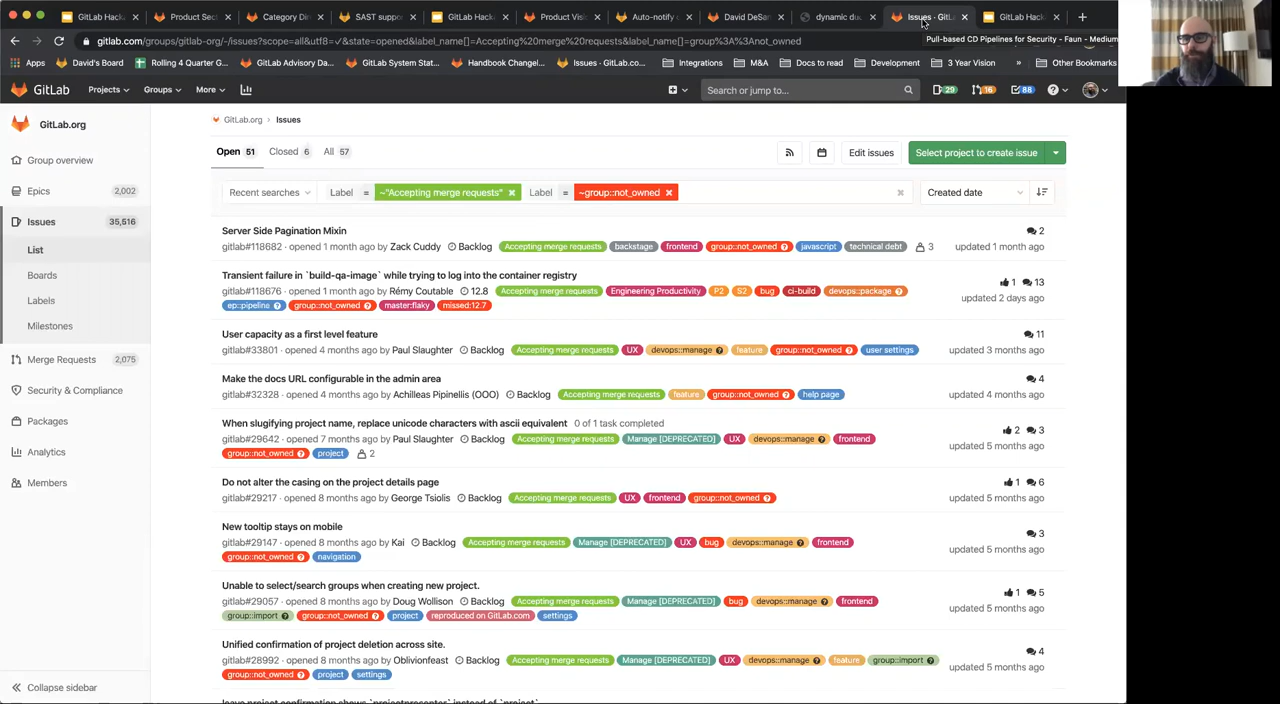 GitLab Hack
Product Sect
Category Dir
SAST suppo
GitLab Hack
Product Visi
Auto-notify c
David DeSan
dynamic du
Issues · GitL
GitLab Hack
gitlab.com/groups/gitlab-org/-/issues?scope=all&utf8=✓&state=opened&label_name[]=Accepting%20merge%20requests&label_name[]=group%3A%3Anot_owned
Pull-based CD Pipelines for Security - Faun - Medium
Apps
David's Board
Rolling 4 Quarter G...
GitLab Advisory Da...
GitLab System Stat...
Handbook Changel...
Issues · GitLab.co...
Integrations
M&A
Docs to read
Development
3 Year Vision
»
Other Bookmarks
GitLab
Projects
Groups
More
Search or jump to...
29
16
88
GitLab.org
Group overview
Epics 2,002
Issues 35,516
List
Boards
Labels
Milestones
Merge Requests 2,075
Security & Compliance
Packages
Analytics
Members
Collapse sidebar
GitLab.org › Issues
Open 51 Closed 6 All 57
Edit issues
Select project to create issue
Recent searches
Label = ~"Accepting merge requests" Label = ~group::not_owned
Created date
Server Side Pagination Mixin 2
gitlab#118682 · opened 1 month ago by Zack Cuddy Backlog Accepting merge requests backstage frontend group::not_owned javascript technical debt 3 updated 1 month ago
Transient failure in `build-qa-image` while trying to log into the container registry 1 13
gitlab#118676 · opened 1 month ago by Rémy Coutable 12.8 Accepting merge requests Engineering Productivity P2 S2 bug ci-build devops::package updated 2 days ago
ep::pipeline group::not_owned master:flaky missed:12.7
User capacity as a first level feature 11
gitlab#33801 · opened 4 months ago by Paul Slaughter Backlog Accepting merge requests UX devops::manage feature group::not_owned user settings updated 3 months ago
Make the docs URL configurable in the admin area 4
gitlab#32328 · opened 4 months ago by Achilleas Pipinellis (OOO) Backlog Accepting merge requests feature group::not_owned help page updated 4 months ago
When slugifying project name, replace unicode characters with ascii equivalent 0 of 1 task completed 2 3
gitlab#29642 · opened 7 months ago by Paul Slaughter Backlog Accepting merge requests Manage [DEPRECATED] UX devops::manage frontend updated 5 months ago
group::not_owned project 2
Do not alter the casing on the project details page 1 6
gitlab#29217 · opened 8 months ago by George Tsiolis Backlog Accepting merge requests UX frontend group::not_owned updated 5 months ago
New tooltip stays on mobile 3
gitlab#29147 · opened 8 months ago by Kai Backlog Accepting merge requests Manage [DEPRECATED] UX bug devops::manage frontend updated 5 months ago
group::not_owned navigation
Unable to select/search groups when creating new project. 1 5
gitlab#29057 · opened 8 months ago by Doug Wollison Backlog Accepting merge requests Manage [DEPRECATED] bug devops::manage frontend updated 5 months ago
group::import group::not_owned project reproduced on GitLab.com settings
Unified confirmation of project deletion across site. 4
gitlab#28992 · opened 8 months ago by Oblivionfeast Backlog Accepting merge requests Manage [DEPRECATED] UX devops::manage feature group::import updated 5 months ago
group::not_owned project settings
leave project confirmation shows `projectpresenter` instead of `project`